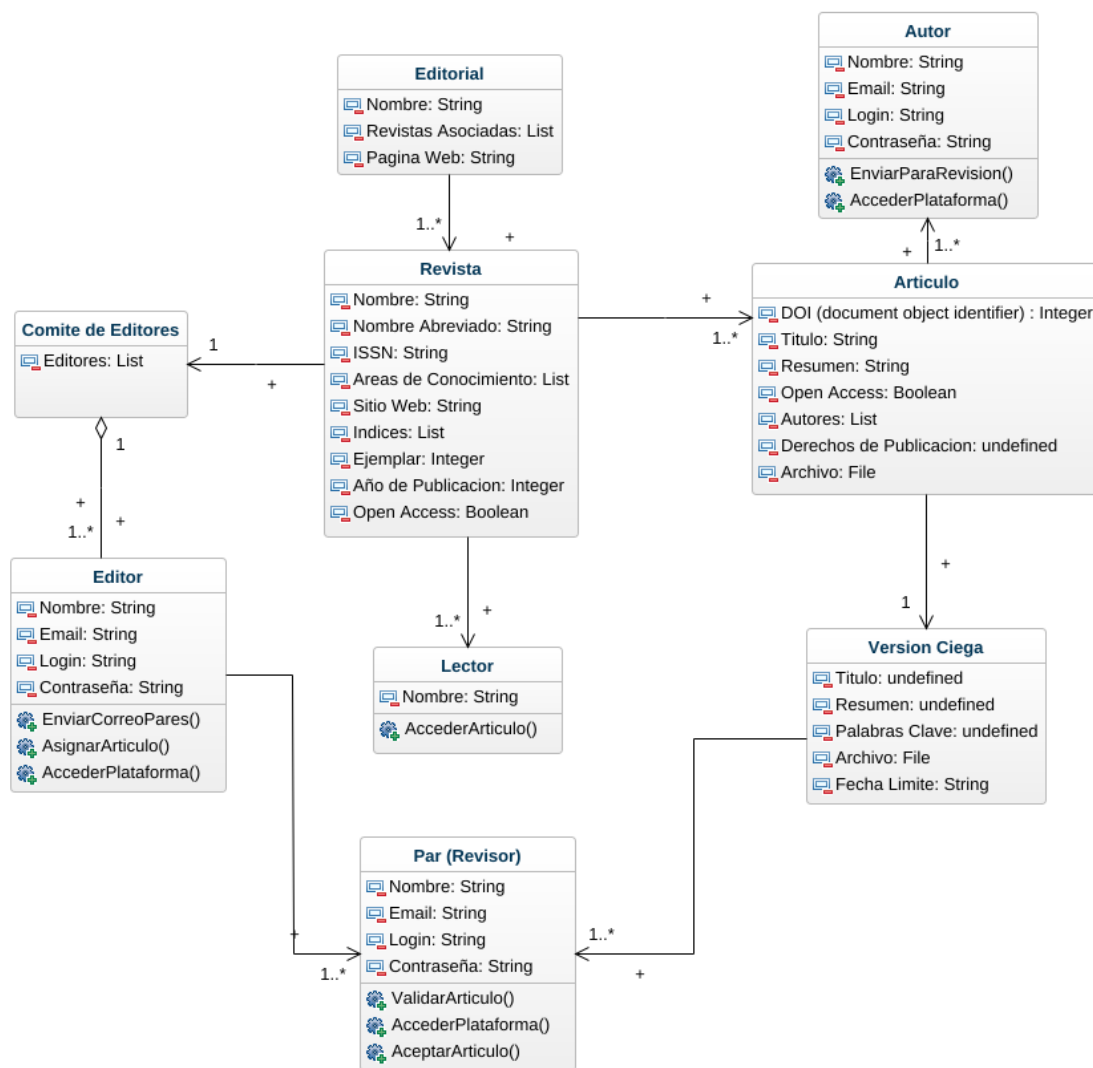 Autor
Nombre: String
Email: String
Login: String
Contraseña: String
EnviarParaRevision()
AccederPlataforma()
Editorial
Nombre: String
Revistas Asociadas: List
Pagina Web: String
1..*
+
+
1..*
Revista
Nombre: String
Nombre Abreviado: String
ISSN: String
Areas de Conocimiento: List
Sitio Web: String
Indices: List
Ejemplar: Integer
Año de Publicacion: Integer
Open Access: Boolean
+
1..*
Articulo
DOI (document object identifier) : Integer
Titulo: String
Resumen: String
Open Access: Boolean
Autores: List
Derechos de Publicacion: undefined
Archivo: File
Comite de Editores
Editores: List
1
+
1
+
+
1..*
Editor
Nombre: String
Email: String
Login: String
Contraseña: String
EnviarCorreoPares()
AsignarArticulo()
AccederPlataforma()
+
1..*
Lector
Nombre: String
AccederArticulo()
+
1
Version Ciega
Titulo: undefined
Resumen: undefined
Palabras Clave: undefined
Archivo: File
Fecha Limite: String
+
1..*
1..*
+
Par (Revisor)
Nombre: String
Email: String
Login: String
Contraseña: String
ValidarArticulo()
AccederPlataforma()
AceptarArticulo()